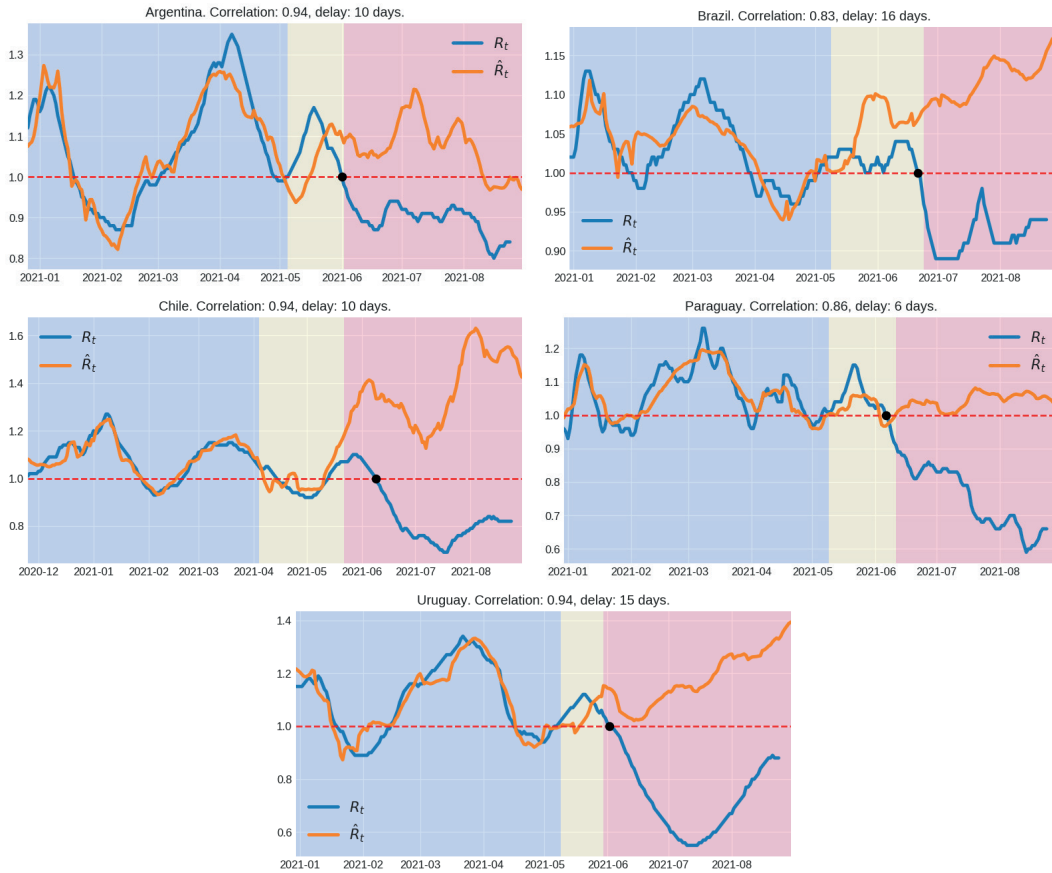 Argentina. Correlation: 0.94, delay: 10 days.
1.3
1.2
1.1
1.0
0.9
0.8
R_t
R̂_t
2021-01 2021-02 2021-03 2021-04 2021-05 2021-06 2021-07 2021-08
Brazil. Correlation: 0.83, delay: 16 days.
1.15
1.10
1.05
1.00
0.95
0.90
R_t
R̂_t
2021-01 2021-02 2021-03 2021-04 2021-05 2021-06 2021-07 2021-08
Chile. Correlation: 0.94, delay: 10 days.
1.6
1.4
1.2
1.0
0.8
R_t
R̂_t
2020-12 2021-01 2021-02 2021-03 2021-04 2021-05 2021-06 2021-07 2021-08
Paraguay. Correlation: 0.86, delay: 6 days.
1.2
1.1
1.0
0.9
0.8
0.7
0.6
R_t
R̂_t
2021-01 2021-02 2021-03 2021-04 2021-05 2021-06 2021-07 2021-08
Uruguay. Correlation: 0.94, delay: 15 days.
1.4
1.2
1.0
0.8
0.6
R_t
R̂_t
2021-01 2021-02 2021-03 2021-04 2021-05 2021-06 2021-07 2021-08